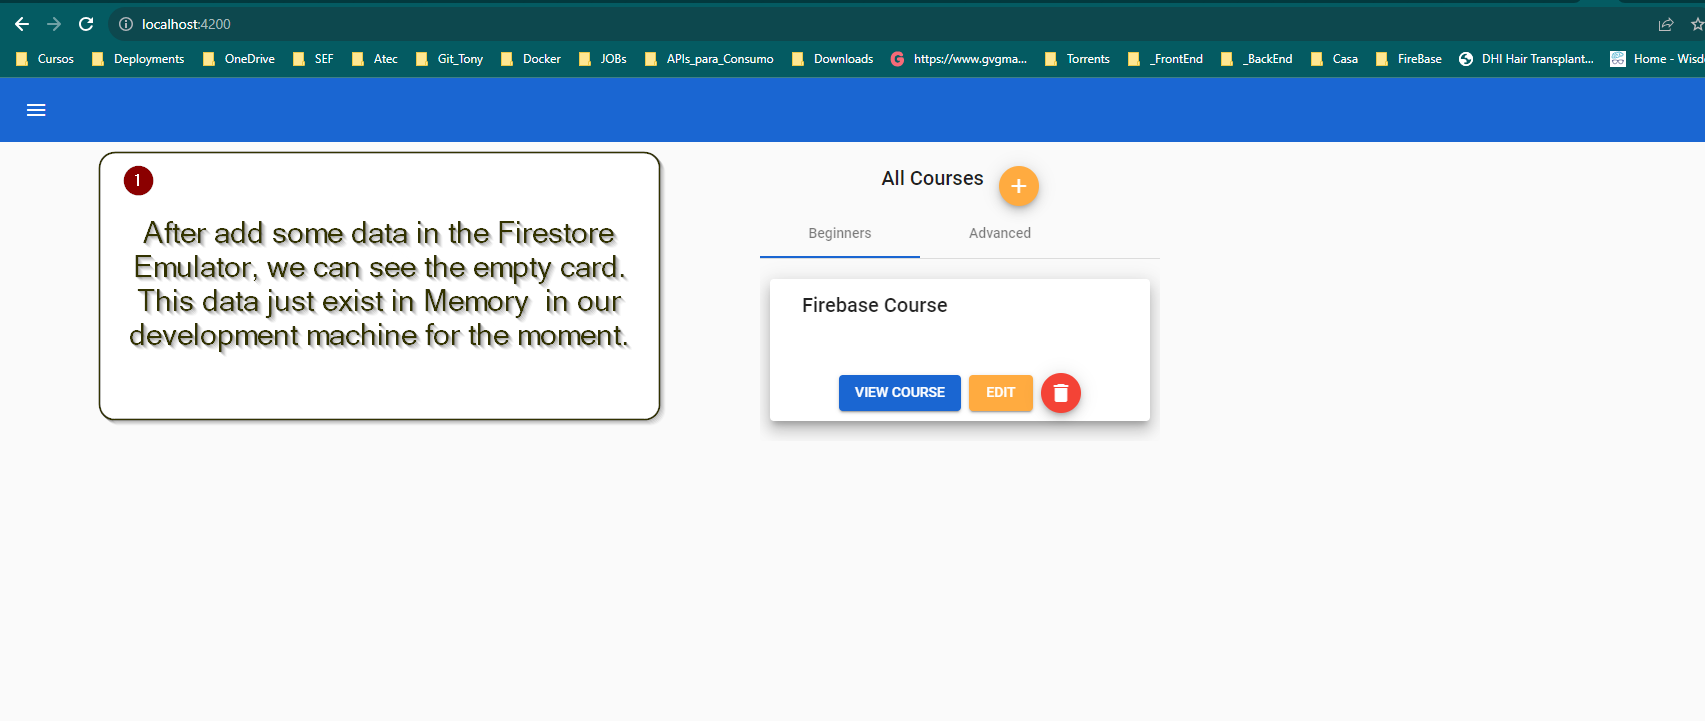 localhost:4200
Cursos Deployments OneDrive SEF Atec Git_Tony Docker JOBs APIs_para_Consumo Downloads https://www.gvgma... Torrents _FrontEnd _BackEnd Casa FireBase DHI Hair Transplant... Home - Wisd
1
After add some data in the Firestore
Emulator, we can see the empty card.
This data just exist in Memory in our
development machine for the moment.
All Courses +
Beginners Advanced
Firebase Course
VIEW COURSE EDIT